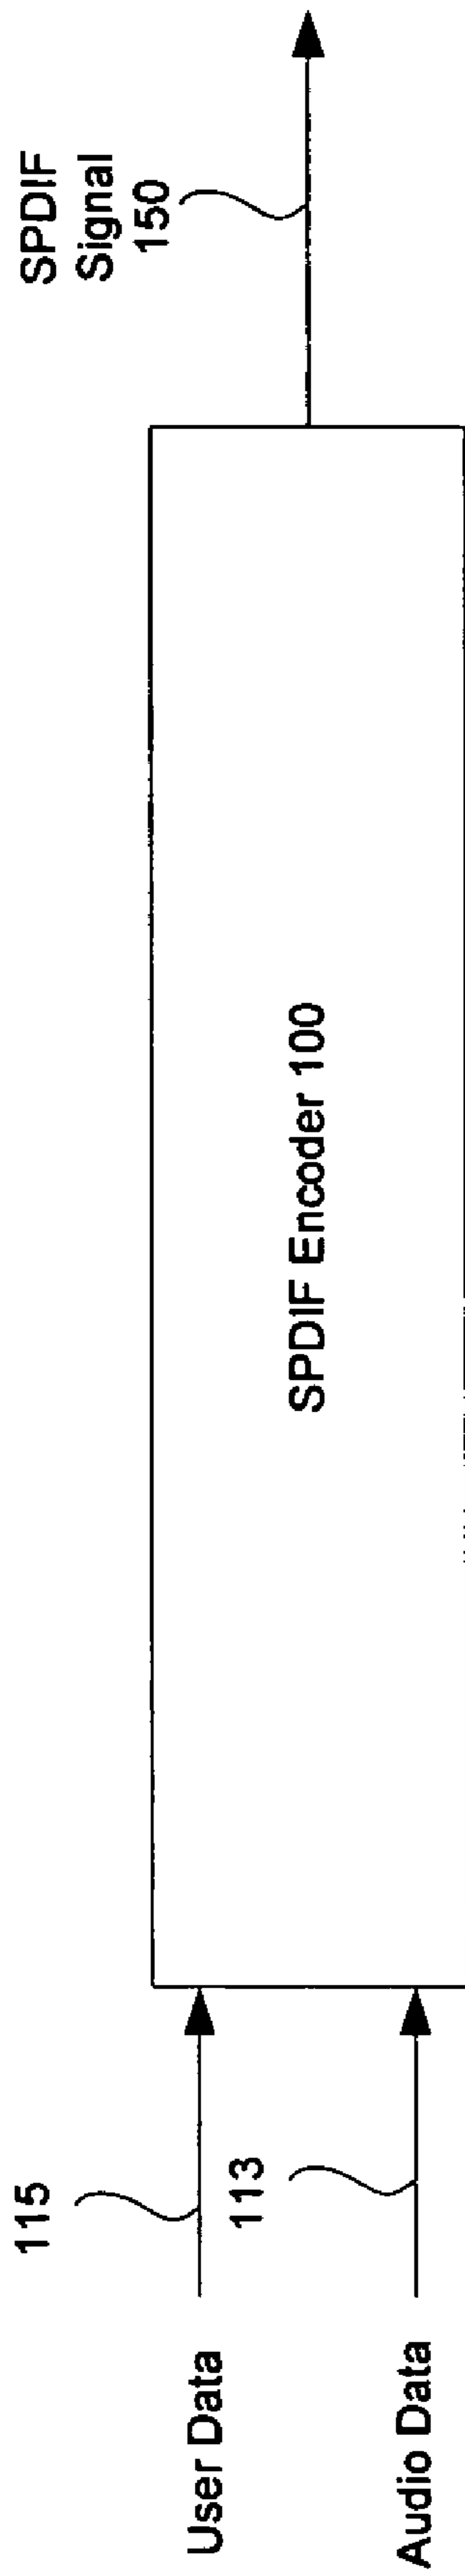 SPDIF
Signal
150
115
User Data
SPDIF Encoder 100
113
Audio Data